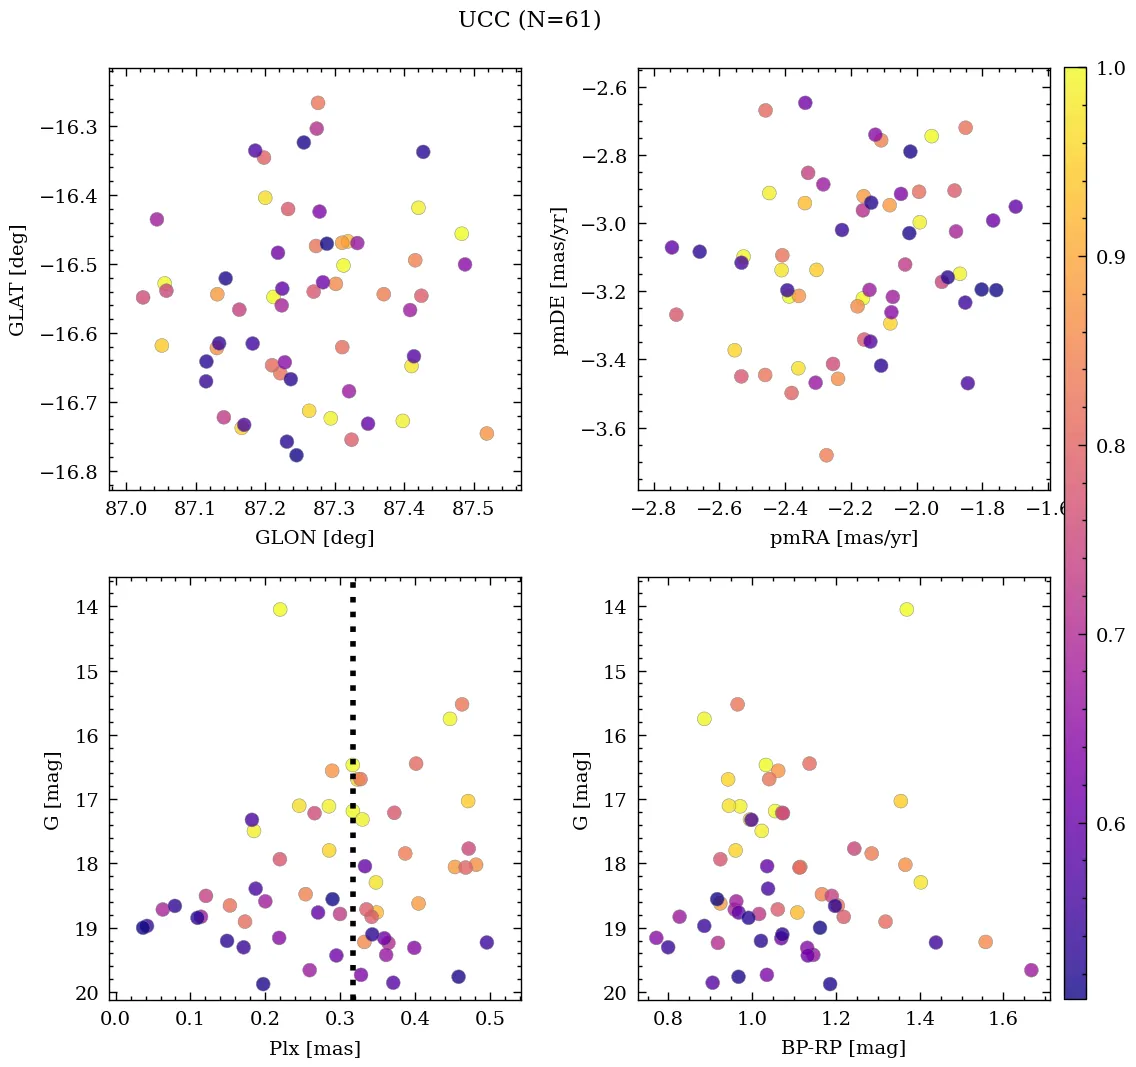 UCC (N=61)
−16.3
−16.4
−16.5
−16.6
−16.7
−16.8
GLAT [deg]
87.0 87.1 87.2 87.3 87.4 87.5
GLON [deg]
−2.6
−2.8
−3.0
−3.2
−3.4
−3.6
pmDE [mas/yr]
−2.8 −2.6 −2.4 −2.2 −2.0 −1.8 −1.6
pmRA [mas/yr]
1.0
0.9
0.8
0.7
0.6
14
15
16
17
18
19
20
G [mag]
0.0 0.1 0.2 0.3 0.4 0.5
Plx [mas]
14
15
16
17
18
19
20
G [mag]
0.8 1.0 1.2 1.4 1.6
BP-RP [mag]